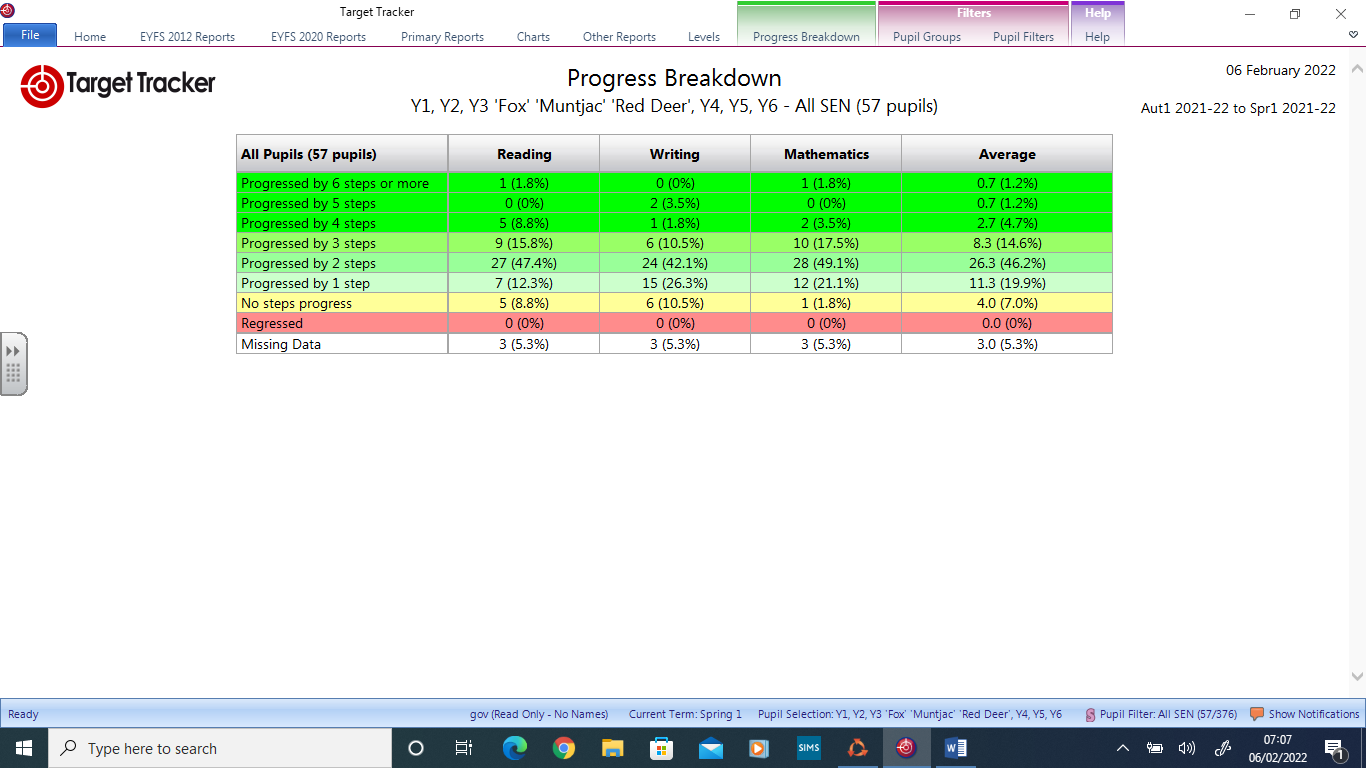 Target Tracker
Filters
Help
File Home EYFS 2012 Reports EYFS 2020 Reports Primary Reports Charts Other Reports Levels Progress Breakdown Pupil Groups Pupil Filters Help
Target Tracker
Progress Breakdown
06 February 2022
Y1, Y2, Y3 'Fox' 'Muntjac' 'Red Deer', Y4, Y5, Y6 - All SEN (57 pupils)
Aut1 2021-22 to Spr1 2021-22
All Pupils (57 pupils) Reading Writing Mathematics Average
Progressed by 6 steps or more 1 (1.8%) 0 (0%) 1 (1.8%) 0.7 (1.2%)
Progressed by 5 steps 0 (0%) 2 (3.5%) 0 (0%) 0.7 (1.2%)
Progressed by 4 steps 5 (8.8%) 1 (1.8%) 2 (3.5%) 2.7 (4.7%)
Progressed by 3 steps 9 (15.8%) 6 (10.5%) 10 (17.5%) 8.3 (14.6%)
Progressed by 2 steps 27 (47.4%) 24 (42.1%) 28 (49.1%) 26.3 (46.2%)
Progressed by 1 step 7 (12.3%) 15 (26.3%) 12 (21.1%) 11.3 (19.9%)
No steps progress 5 (8.8%) 6 (10.5%) 1 (1.8%) 4.0 (7.0%)
Regressed 0 (0%) 0 (0%) 0 (0%) 0.0 (0%)
Missing Data 3 (5.3%) 3 (5.3%) 3 (5.3%) 3.0 (5.3%)
Ready gov (Read Only - No Names) Current Term: Spring 1 Pupil Selection: Y1, Y2, Y3 'Fox' 'Muntjac' 'Red Deer', Y4, Y5, Y6 Pupil Filter: All SEN (57/376) Show Notifications
Type here to search
SIMS
07:07
06/02/2022
1